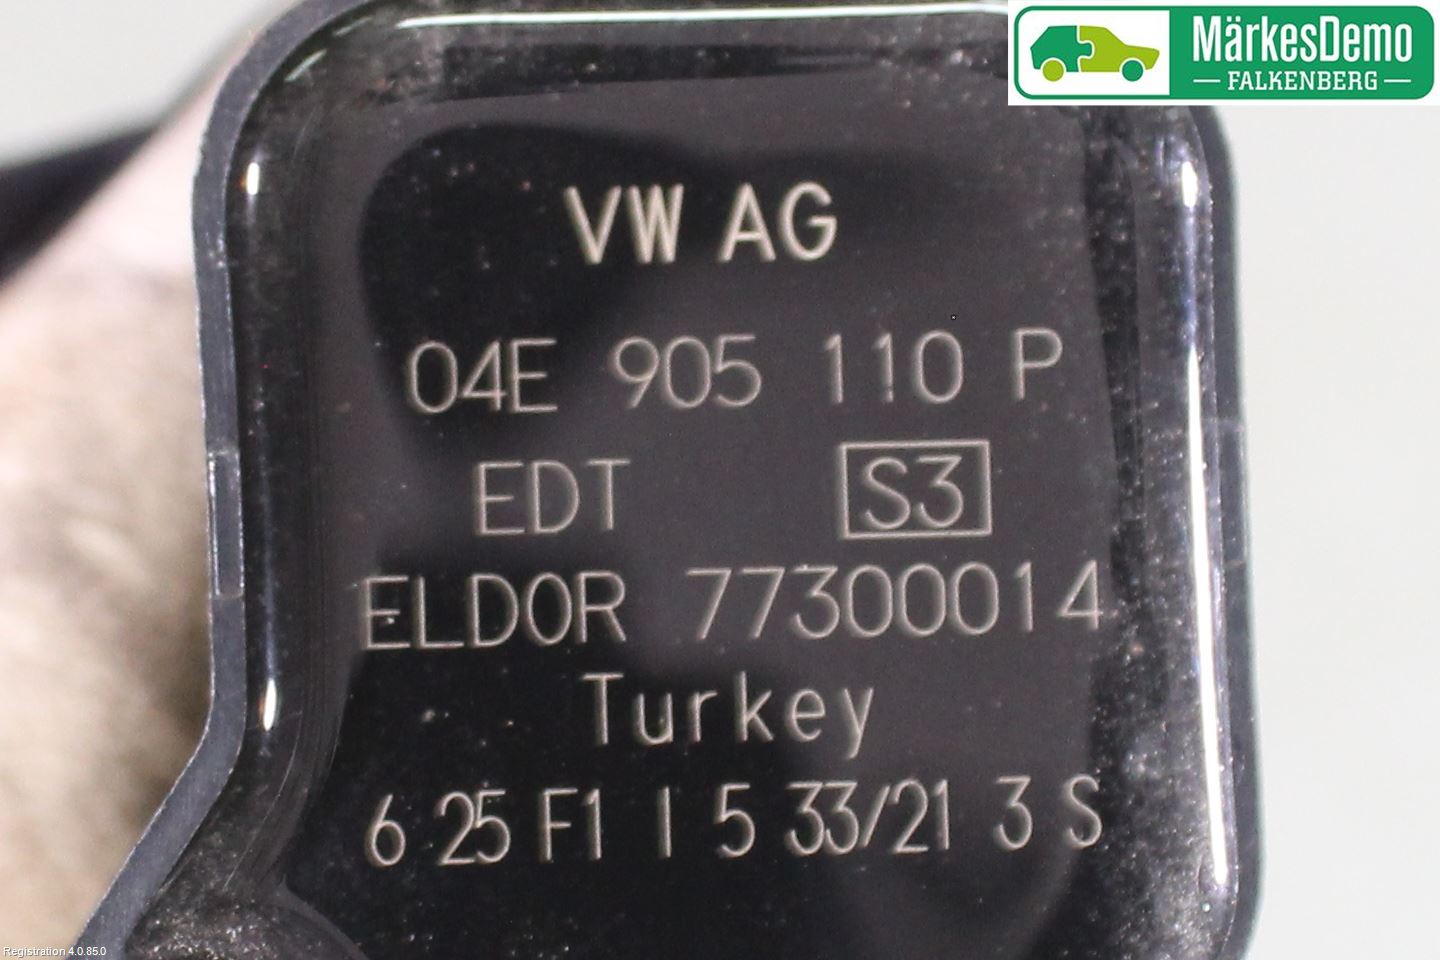 MärkesDemo
FALKENBERG
VW AG
04E 905 110 P
EDT S3
ELDOR 77300014
Turkey
6 25 F1 I 5 33/21 3 S
Registration 4.0.85.0